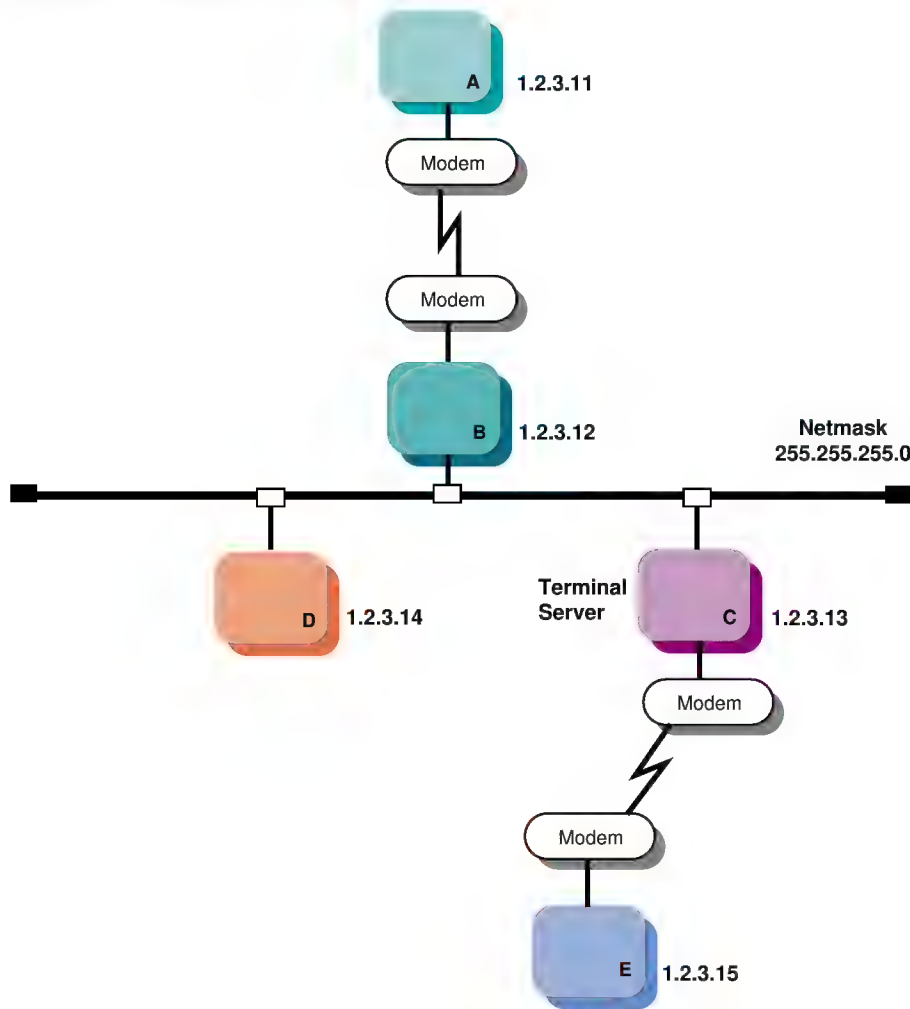 A 1.2.3.11
Modem
Modem
B 1.2.3.12
Netmask
255.255.255.0
D 1.2.3.14
Terminal
Server
C 1.2.3.13
Modem
Modem
E 1.2.3.15